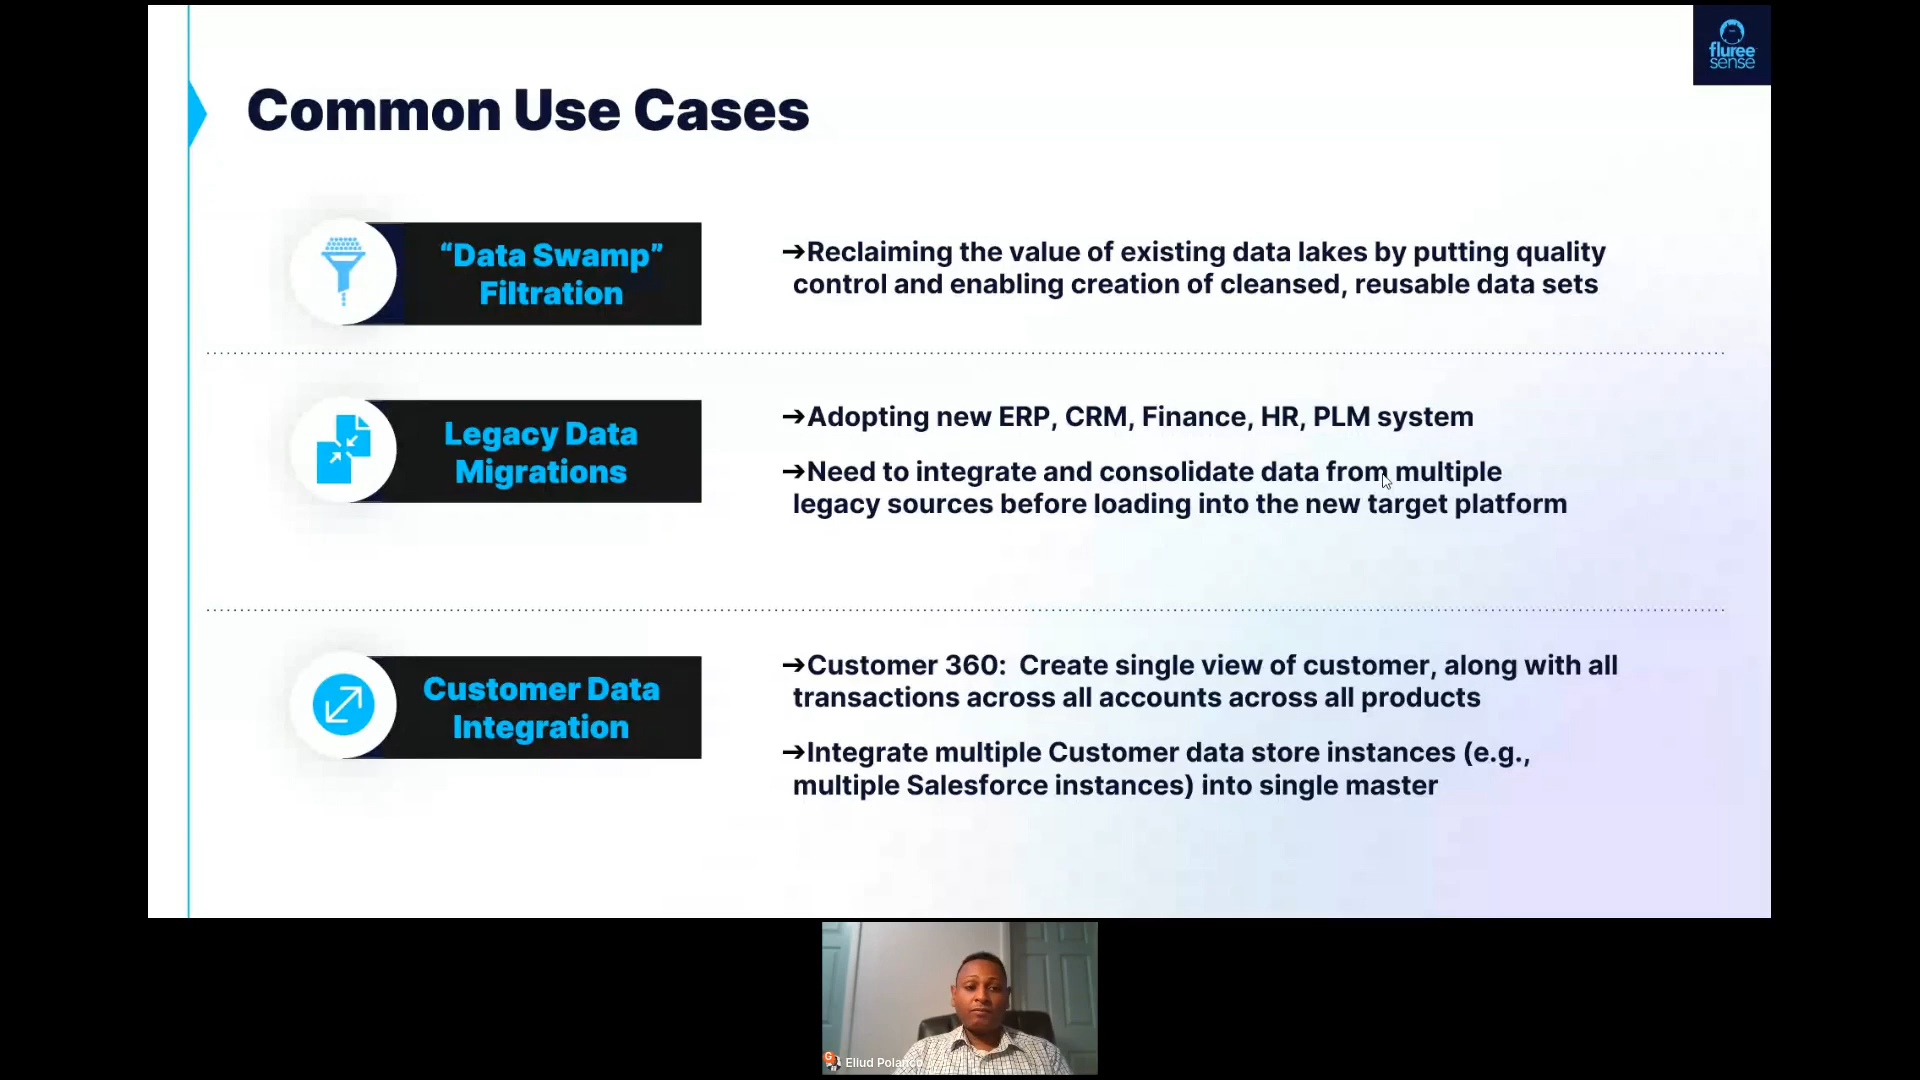 fluree
sense
Common Use Cases
“Data Swamp”
Filtration
➔Reclaiming the value of existing data lakes by putting quality
control and enabling creation of cleansed, reusable data sets
Legacy Data
Migrations
➔Adopting new ERP, CRM, Finance, HR, PLM system
➔Need to integrate and consolidate data from multiple
legacy sources before loading into the new target platform
Customer Data
Integration
➔Customer 360:  Create single view of customer, along with all
transactions across all accounts across all products
➔Integrate multiple Customer data store instances (e.g.,
multiple Salesforce instances) into single master
G
Eliud Polanco